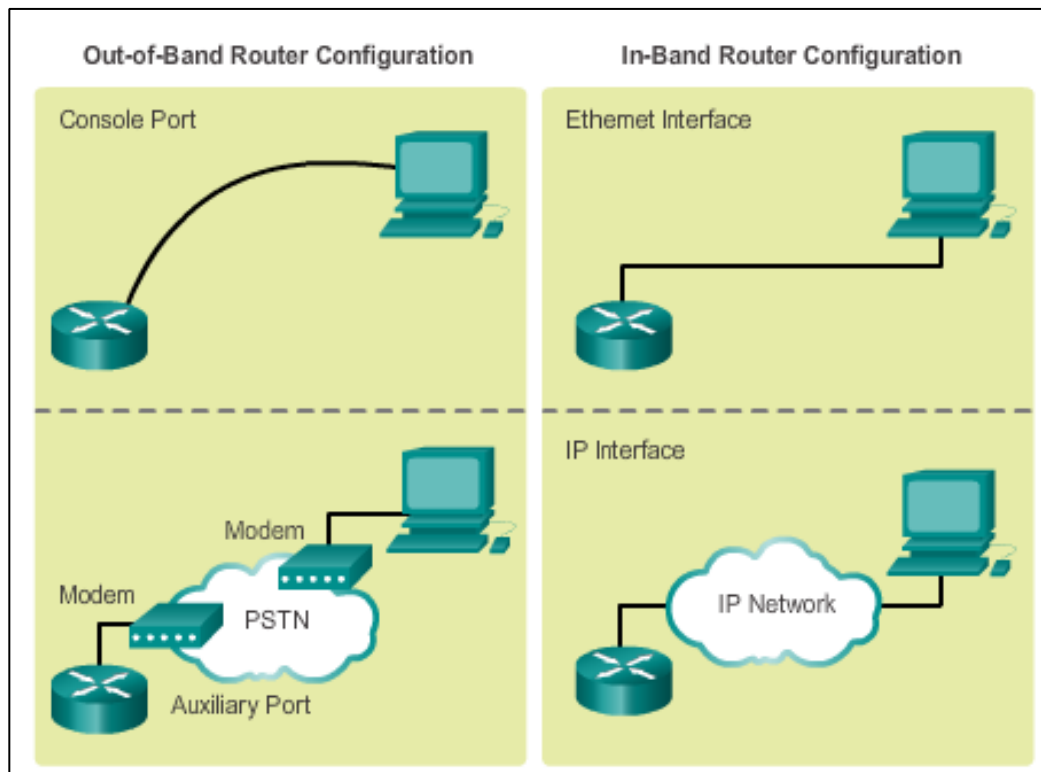 Out-of-Band Router Configuration
In-Band Router Configuration
Console Port
Ethernet Interface
Modem
Modem
PSTN
Auxiliary Port
IP Interface
IP Network